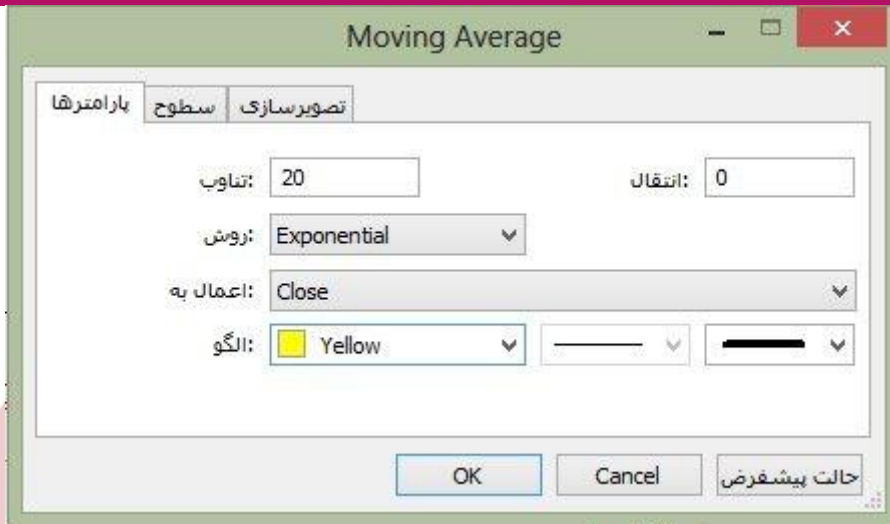 Moving Average
پارامترها سطوح تصویرسازی
تناوب: 20 انتقال: 0
روش: Exponential
اعمال به: Close
الگو: Yellow
OK Cancel حالت پیشفرض